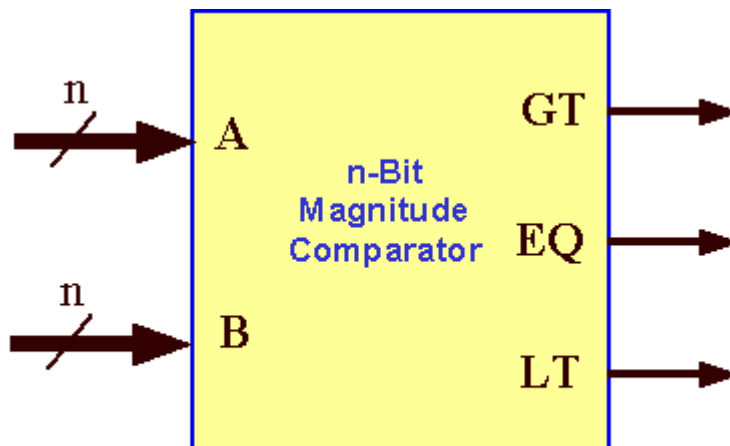 n
A
n
B
n-Bit
Magnitude
Comparator
GT
EQ
LT